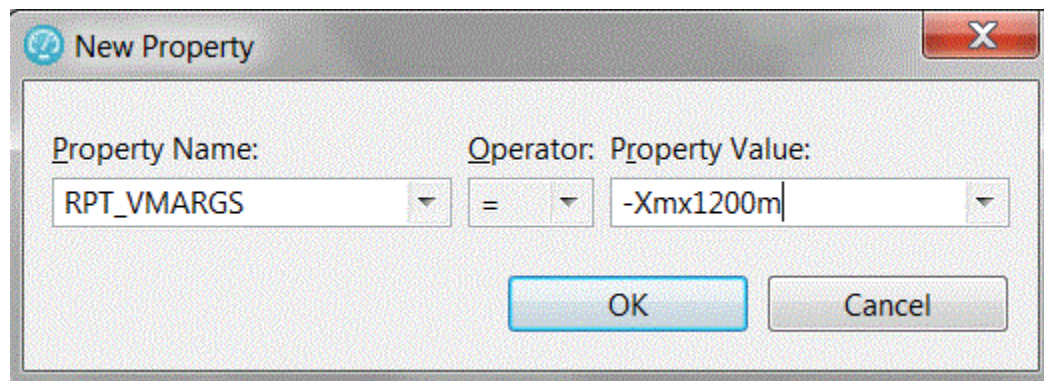 New Property
Property Name: Operator: Property Value:
RPT_VMARGS = -Xmx1200m
OK Cancel